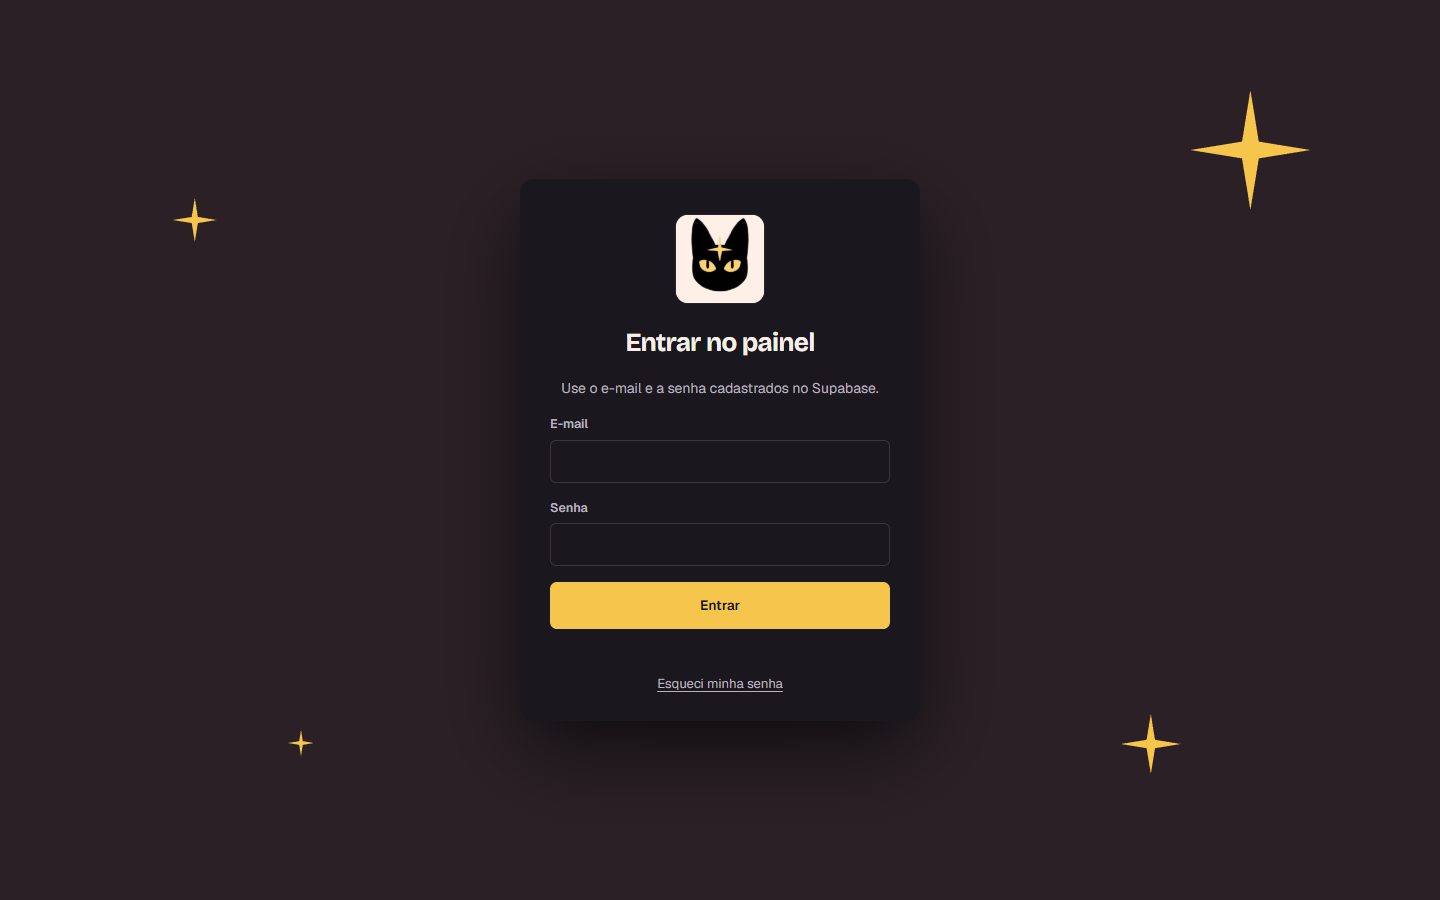 Entrar no painel
Use o e-mail e a senha cadastrados no Supabase.
E-mail
Senha
Entrar
Esqueci minha senha